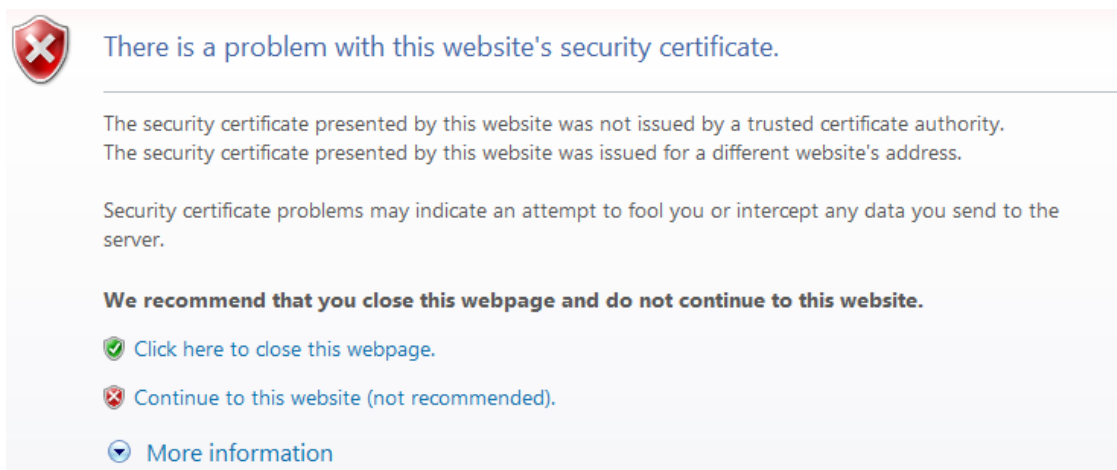 There is a problem with this website's security certificate.
The security certificate presented by this website was not issued by a trusted certificate authority.
The security certificate presented by this website was issued for a different website's address.
Security certificate problems may indicate an attempt to fool you or intercept any data you send to the
server.
We recommend that you close this webpage and do not continue to this website.
Click here to close this webpage.
Continue to this website (not recommended).
More information